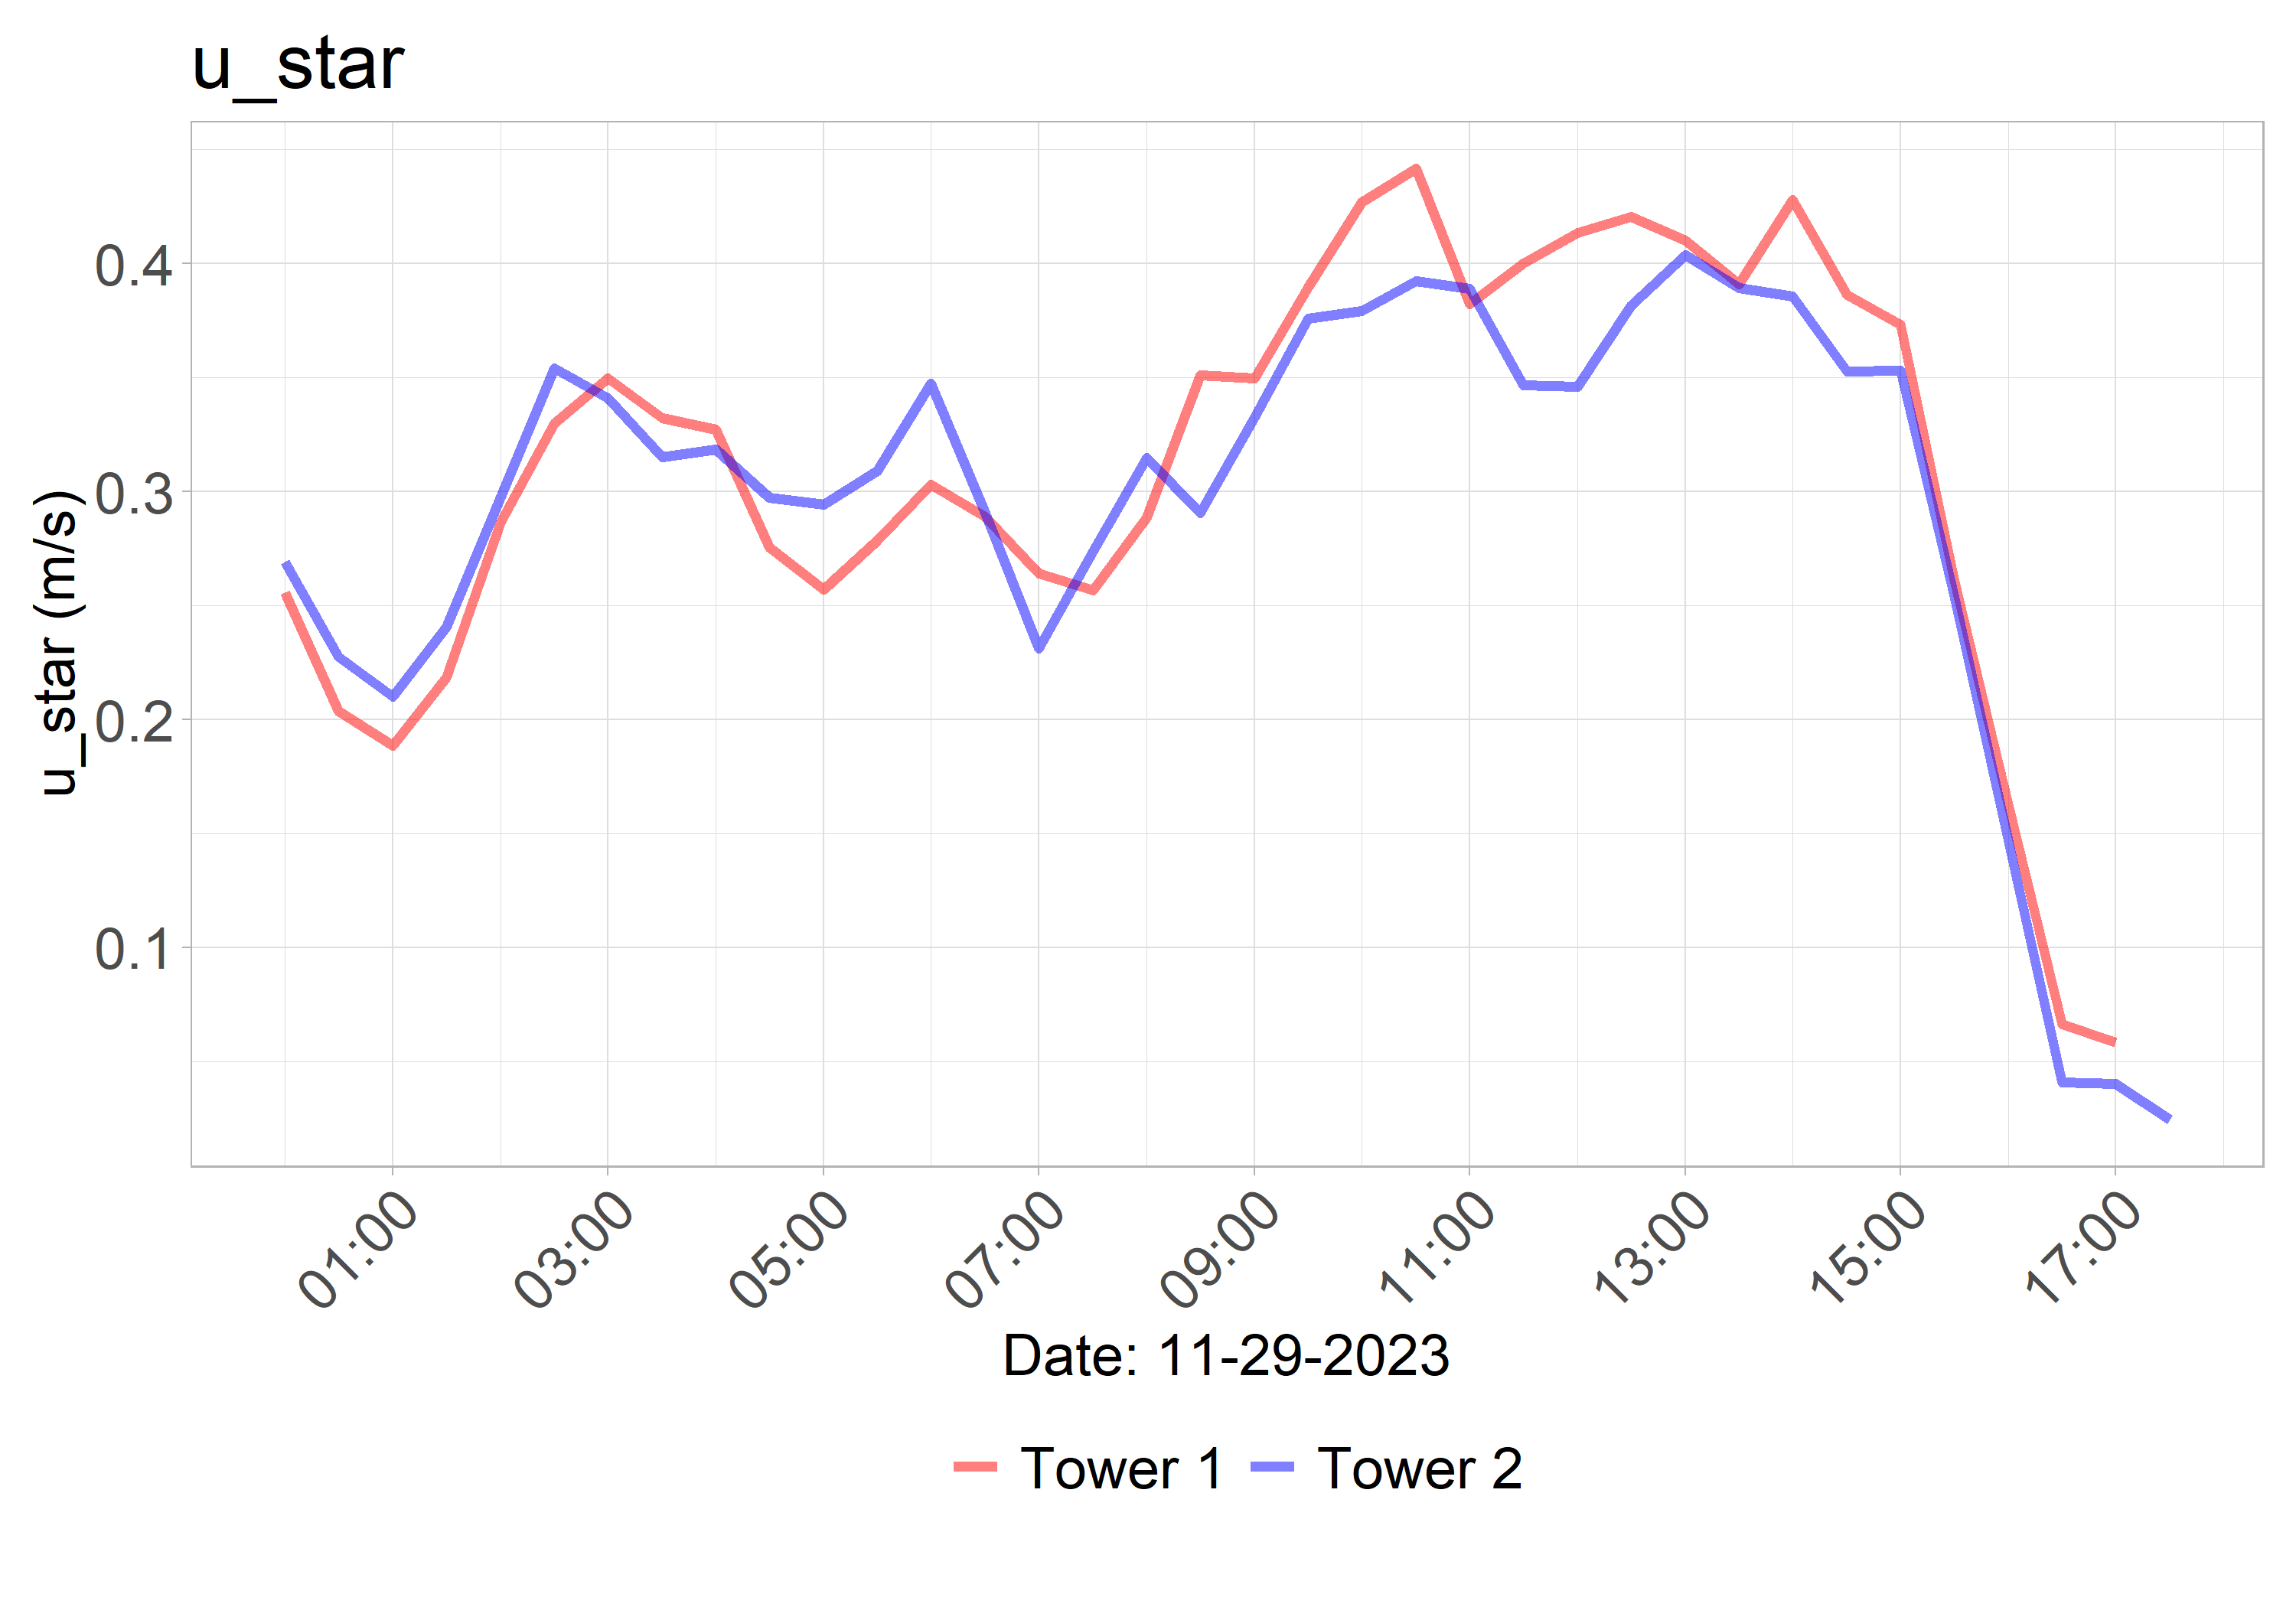 u_star
u_star (m/s)
0.4
0.3
0.2
0.1
01:00 03:00 05:00 07:00 09:00 11:00 13:00 15:00 17:00
Date: 11-29-2023
Tower 1 Tower 2